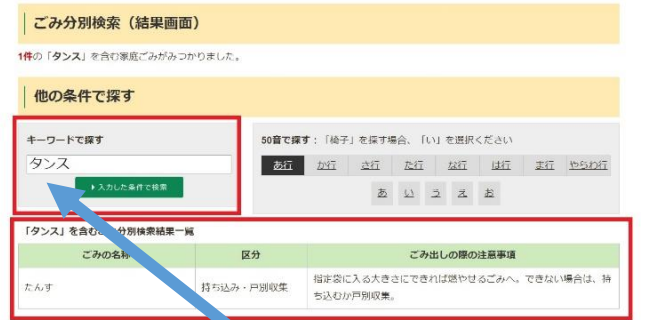 ごみ分別検索（結果画面）
1件の「タンス」を含む家庭ごみがみつかりました。
他の条件で探す
キーワードで探す
タンス
入力した条件で検索
50音で探す：「椅子」を探す場合、「い」を選択ください
あ行 か行 さ行 た行 な行 は行 ま行 やらわ行
あ い う え お
「タンス」を含む 分別検索結果一覧
ごみの名称 区分 ごみ出しの際の注意事項
たんす 持ち込み・戸別収集 指定袋に入る大きさにできれば燃やせるごみへ。できない場合は、持
ち込むか戸別収集。